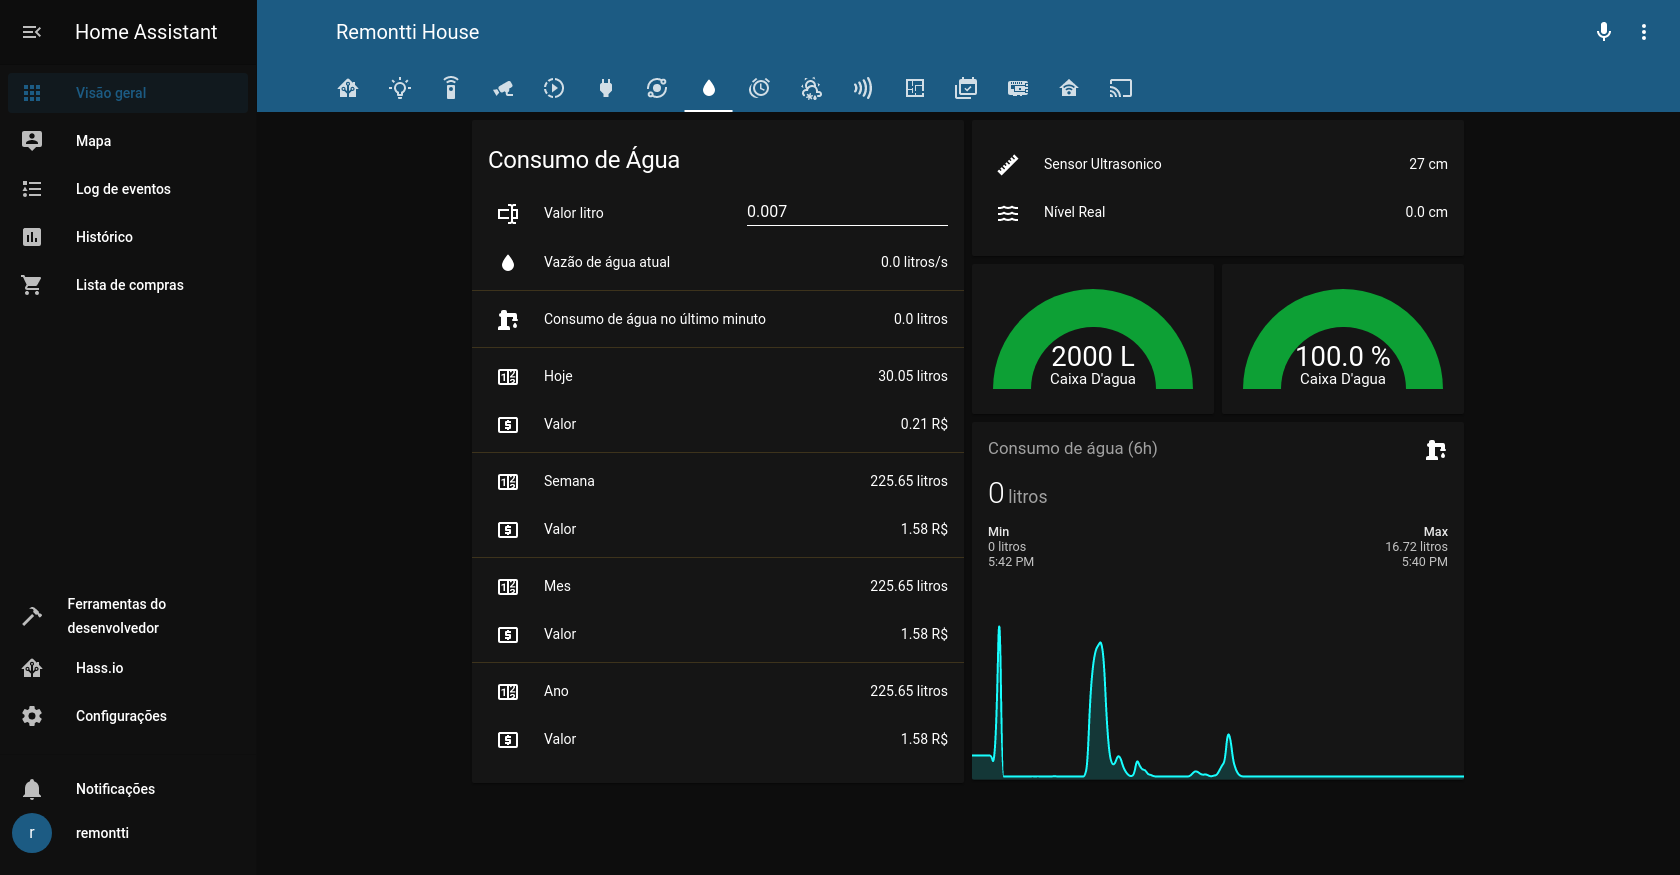 Home Assistant
Remontti House
Visão geral
Mapa
Log de eventos
Histórico
Lista de compras
Ferramentas do
desenvolvedor
Hass.io
Configurações
Notificações
r
remontti
Consumo de Água
Valor litro 0.007
Vazão de água atual 0.0 litros/s
Consumo de água no último minuto 0.0 litros
Hoje 30.05 litros
Valor 0.21 R$
Semana 225.65 litros
Valor 1.58 R$
Mes 225.65 litros
Valor 1.58 R$
Ano 225.65 litros
Valor 1.58 R$
Sensor Ultrasonico 27 cm
Nível Real 0.0 cm
2000 L
Caixa D'agua
100.0 %
Caixa D'agua
Consumo de água (6h)
0 litros
Min Max
0 litros 16.72 litros
5:42 PM 5:40 PM